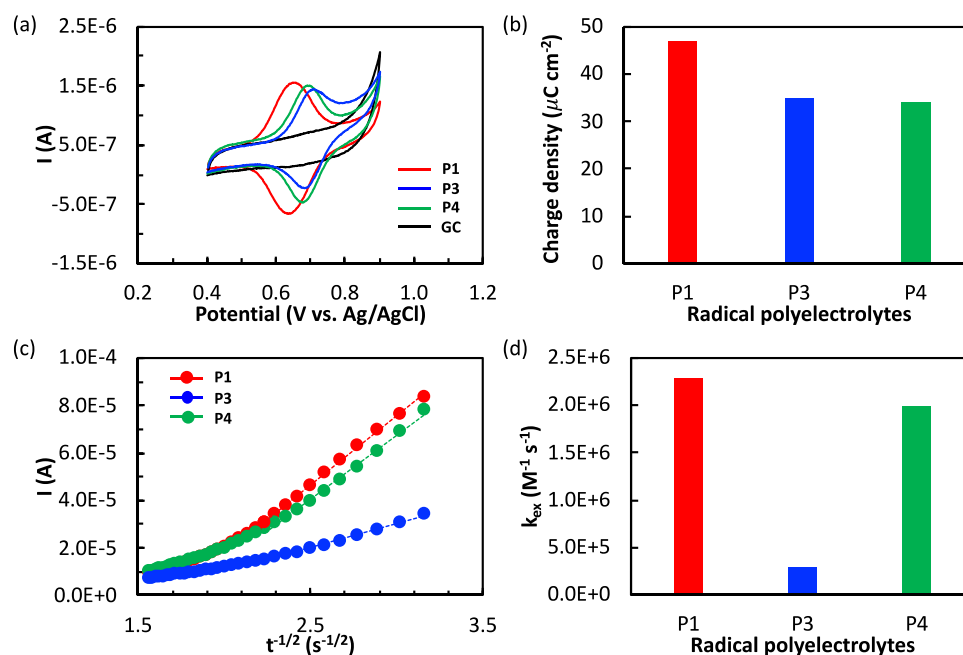 (a)
2.5E-6
1.5E-6
5.0E-7
-5.0E-7
-1.5E-6
I (A)
P1
P3
P4
GC
0.2 0.4 0.6 0.8 1.0 1.2
Potential (V vs. Ag/AgCl)
(b)
50
40
30
20
10
0
Charge density (μC cm-2)
P1 P3 P4
Radical polyelectrolytes
(c)
1.0E-4
8.0E-5
6.0E-5
4.0E-5
2.0E-5
0.0E+0
I (A)
P1
P3
P4
1.5 2.5 3.5
t-1/2 (s-1/2)
(d)
2.5E+6
2.0E+6
1.5E+6
1.0E+6
5.0E+5
0.0E+0
kex (M-1 s-1)
P1 P3 P4
Radical polyelectrolytes